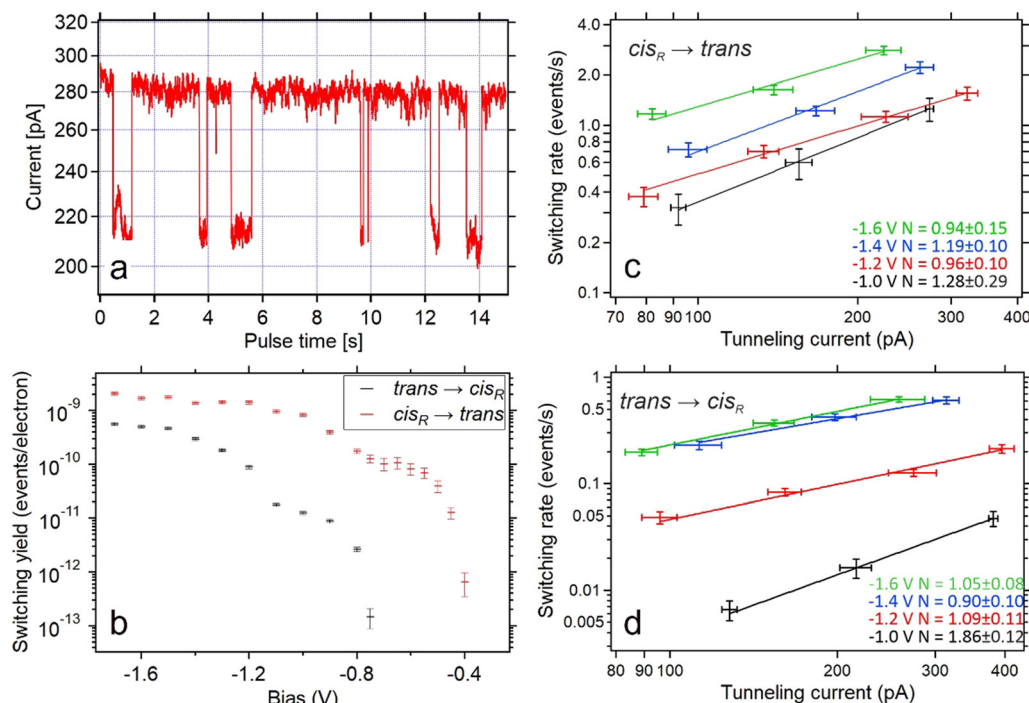 320
300
280
260
240
220
200
Current [pA]
a
0
2
4
6
8
10
12
14
Pulse time [s]
10⁻⁹
10⁻¹⁰
10⁻¹¹
10⁻¹²
10⁻¹³
Switching yield (events/electron)
trans → cisR
cisR → trans
b
-1.6
-1.2
-0.8
-0.4
Bias (V)
4.0
2.0
1.0
0.8
0.6
0.4
0.2
0.1
Switching rate (events/s)
cisR → trans
-1.6 V N = 0.94±0.15
-1.4 V N = 1.19±0.10
-1.2 V N = 0.96±0.10
-1.0 V N = 1.28±0.29
c
70
80
90
100
200
300
400
Tunneling current (pA)
1
0.5
0.1
0.05
0.01
0.005
Switching rate (events/s)
trans → cisR
-1.6 V N = 1.05±0.08
-1.4 V N = 0.90±0.10
-1.2 V N = 1.09±0.11
-1.0 V N = 1.86±0.12
d
80
90
100
200
300
400
Tunneling current (pA)